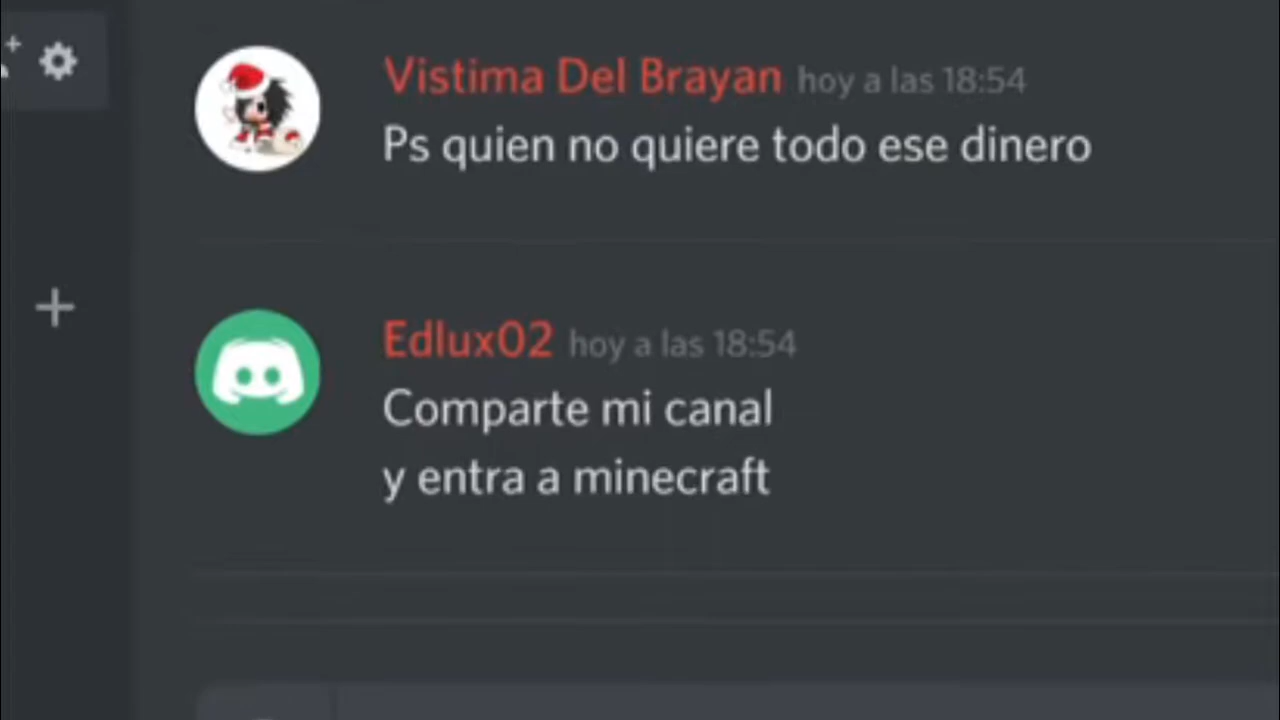 Vistima Del Brayan hoy a las 18:54
Ps quien no quiere todo ese dinero
Edlux02 hoy a las 18:54
Comparte mi canal
y entra a minecraft